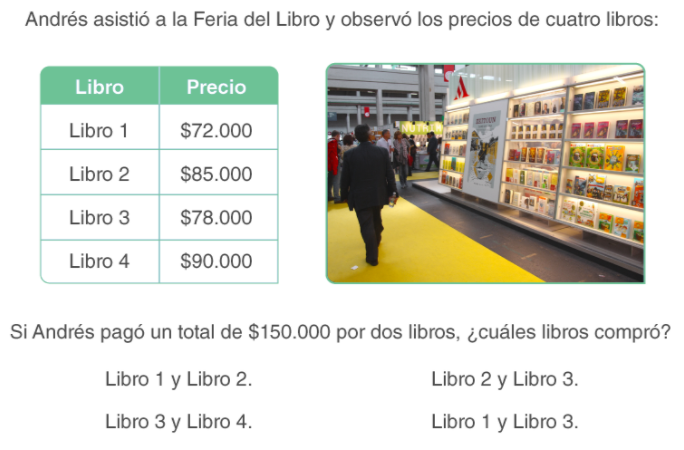 Andrés asistió a la Feria del Libro y observó los precios de cuatro libros:
Libro Precio
Libro 1 $72.000
Libro 2 $85.000
Libro 3 $78.000
Libro 4 $90.000
Si Andrés pagó un total de $150.000 por dos libros, ¿cuáles libros compró?
Libro 1 y Libro 2. Libro 2 y Libro 3.
Libro 3 y Libro 4. Libro 1 y Libro 3.